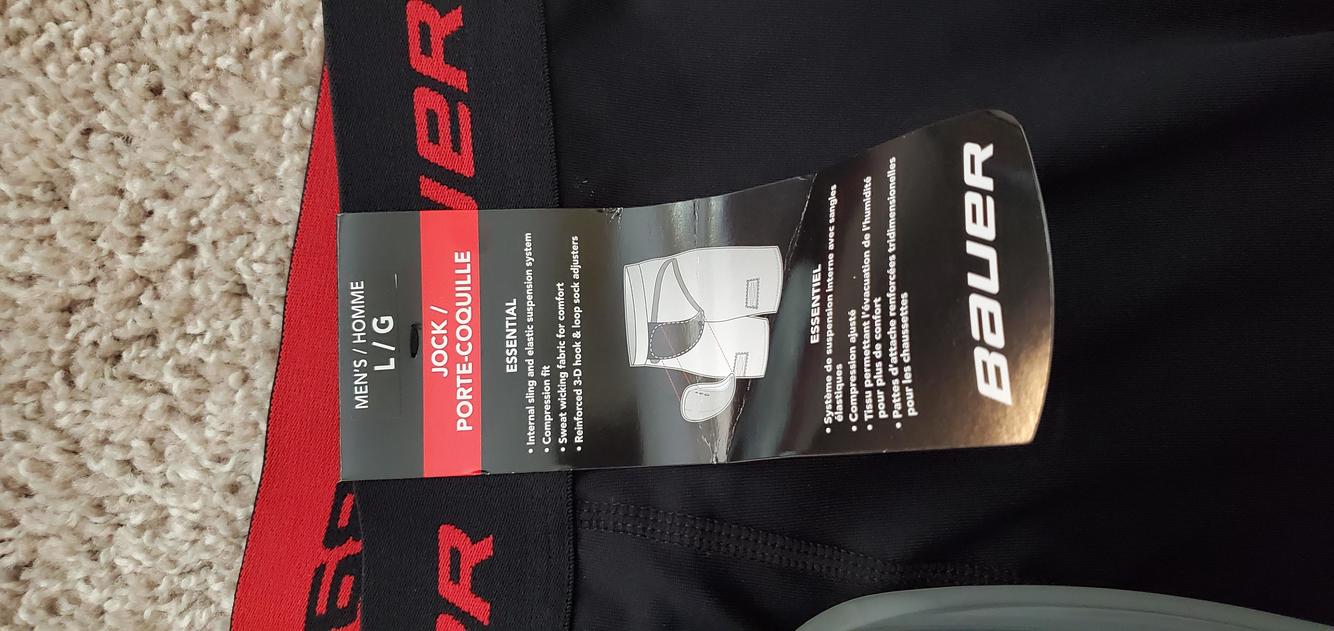 MEN'S / HOMME
L / G
JOCK /
PORTE-COQUILLE
ESSENTIAL
• Internal sling and elastic suspension system
• Compression fit
• Sweat wicking fabric for comfort
• Reinforced 3-D hook & loop sock adjusters
ESSENTIEL
• Système de suspension interne avec sangles
élastiques
• Compression ajusté
• Tissu permettant l'évacuation de l'humidité
pour plus de confort
• Pattes d'attache renforcées tridimensionelles
pour les chaussettes
BAUER
UER